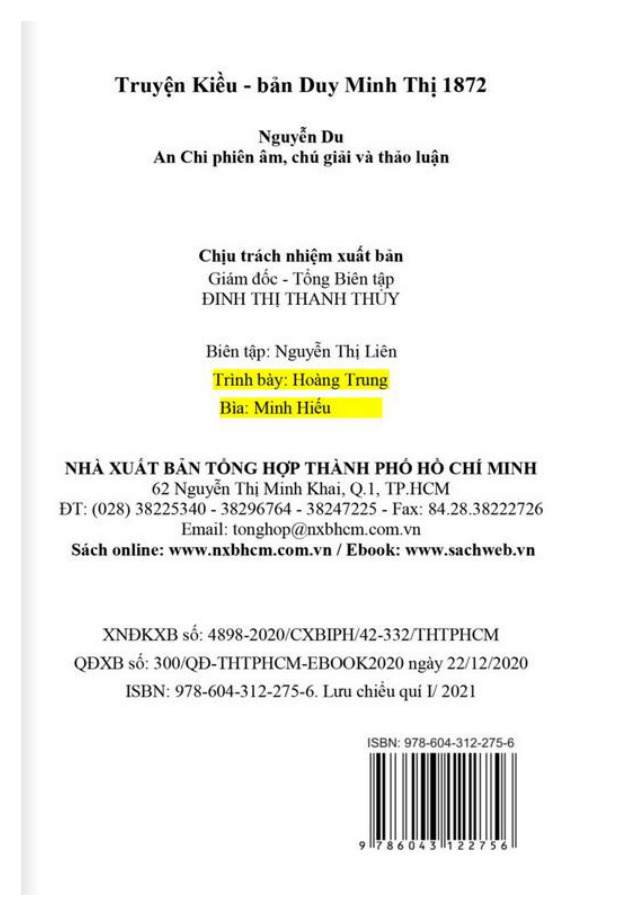 Truyện Kiều - bản Duy Minh Thị 1872
Nguyễn Du
An Chi phiên âm, chú giải và thảo luận
Chịu trách nhiệm xuất bản
Giám đốc - Tổng Biên tập
ĐINH THỊ THANH THỦY
Biên tập: Nguyễn Thị Liên
Trình bày: Hoàng Trung
Bìa: Minh Hiếu
NHÀ XUẤT BẢN TỔNG HỢP THÀNH PHỐ HỒ CHÍ MINH
62 Nguyễn Thị Minh Khai, Q.1, TP.HCM
ĐT: (028) 38225340 - 38296764 - 38247225 - Fax: 84.28.38222726
Email: tonghop@nxbhcm.com.vn
Sách online: www.nxbhcm.com.vn / Ebook: www.sachweb.vn
XNĐKXB số: 4898-2020/CXBIPH/42-332/THTPHCM
QĐXB số: 300/QĐ-THTPHCM-EBOOK2020 ngày 22/12/2020
ISBN: 978-604-312-275-6. Lưu chiểu quí I/ 2021
ISBN: 978-604-312-275-6
9 786043 122756